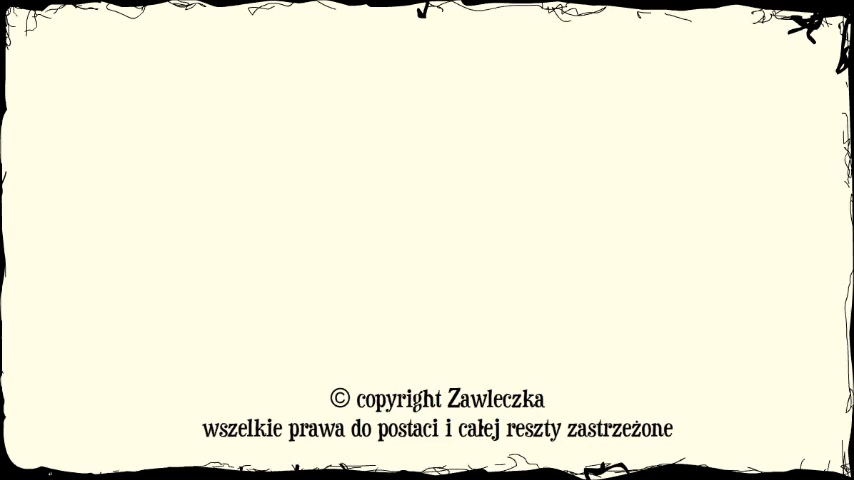 © copyright Zawleczka
wszelkie prawa do postaci i całej reszty zastrzeżone